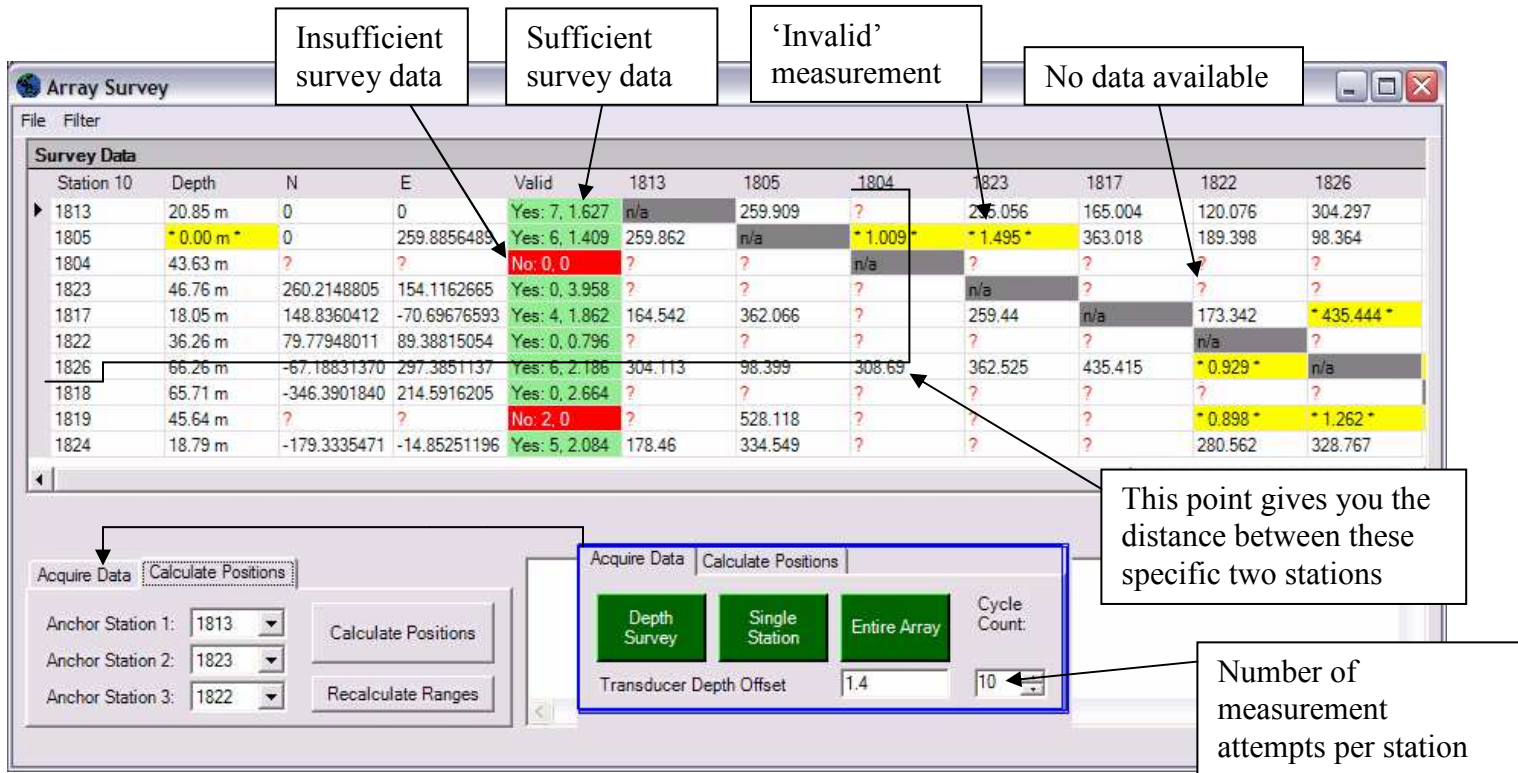 Insufficient
survey data
Sufficient
survey data
‘Invalid’
measurement
No data available
Array Survey
File Filter
Survey Data
Station 10 Depth N E Valid 1813 1805 1804 1823 1817 1822 1826
1813 20.85 m 0 0 Yes: 7, 1.627 n/a 259.909 ? 295.056 165.004 120.076 304.297
1805 * 0.00 m * 0 259.8856489 Yes: 6, 1.409 259.862 n/a * 1.009 * * 1.495 * 363.018 189.398 98.364
1804 43.63 m ? ? No: 0, 0 ? ? n/a ? ? ? ?
1823 46.76 m 260.2148805 154.1162665 Yes: 0, 3.958 ? ? ? n/a ? ? ?
1817 18.05 m 148.8360412 -70.69676593 Yes: 4, 1.862 164.542 362.066 ? 259.44 n/a 173.342 * 435.444 *
1822 36.26 m 79.77948011 89.38815054 Yes: 0, 0.796 ? ? ? ? ? n/a ?
1826 66.26 m -67.18831370 297.3851137 Yes: 6, 2.186 304.113 98.399 308.69 362.525 435.415 * 0.929 * n/a
1818 65.71 m -346.3901840 214.5916205 Yes: 0, 2.664 ? ? ? ? ? ? ?
1819 45.64 m ? ? No: 2, 0 ? 528.118 ? ? ? * 0.898 * * 1.262 *
1824 18.79 m -179.3335471 -14.85251196 Yes: 5, 2.084 178.46 334.549 ? ? ? 280.562 328.767
This point gives you the
distance between these
specific two stations
Acquire Data Calculate Positions
Anchor Station 1: 1813
Anchor Station 2: 1823
Anchor Station 3: 1822
Calculate Positions
Recalculate Ranges
Acquire Data Calculate Positions
Depth
Survey
Single
Station
Entire Array
Cycle
Count:
Transducer Depth Offset 1.4 10
Number of
measurement
attempts per station